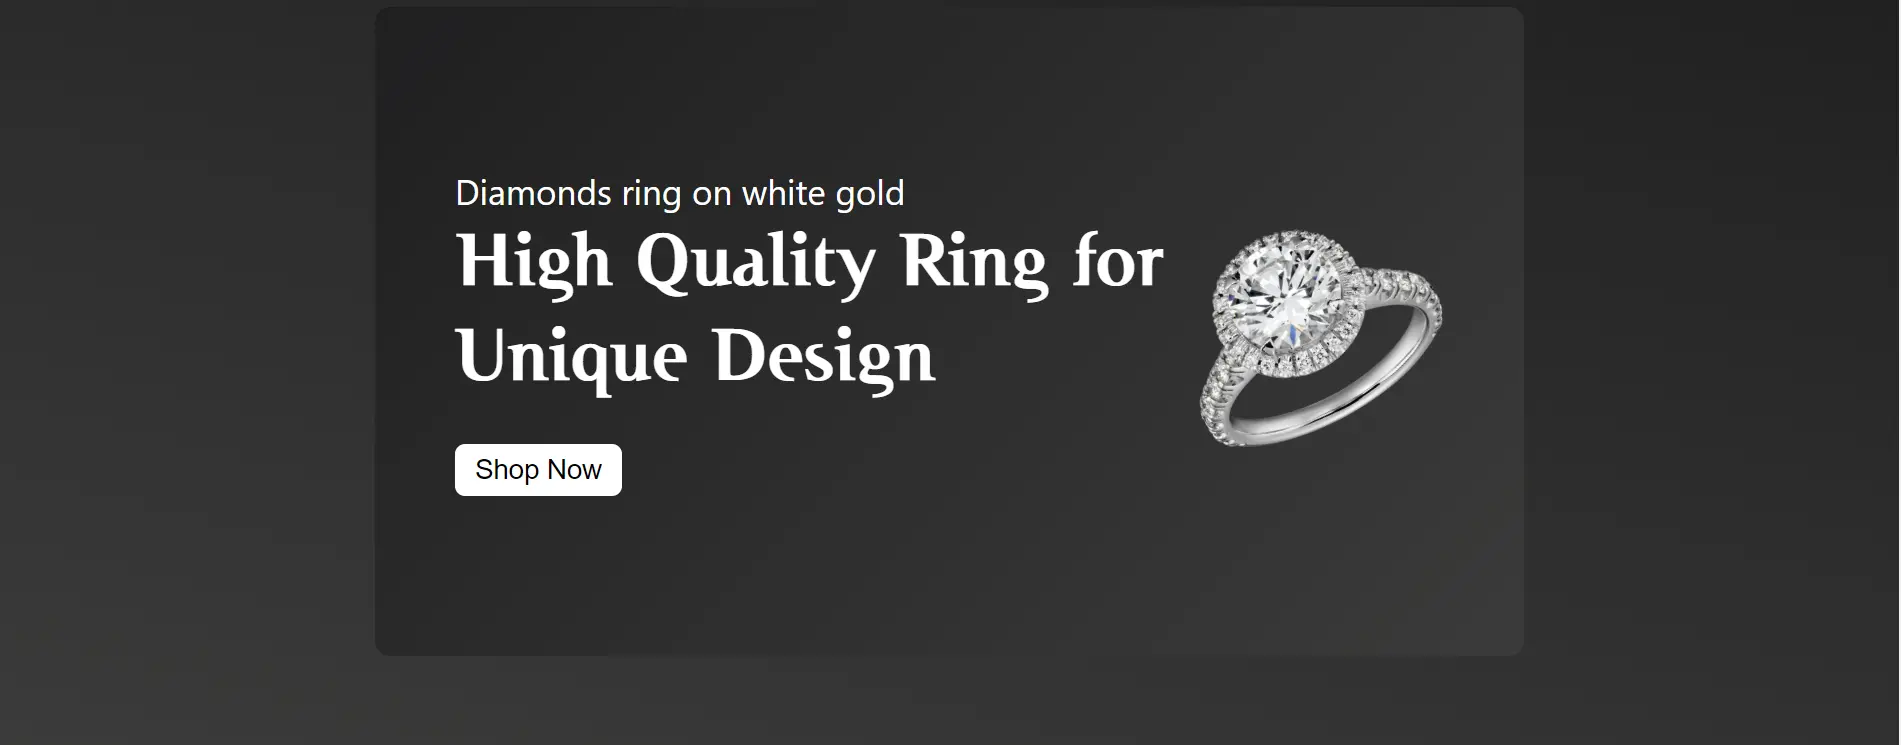 Diamonds ring on white gold
High Quality Ring for
Unique Design
Shop Now